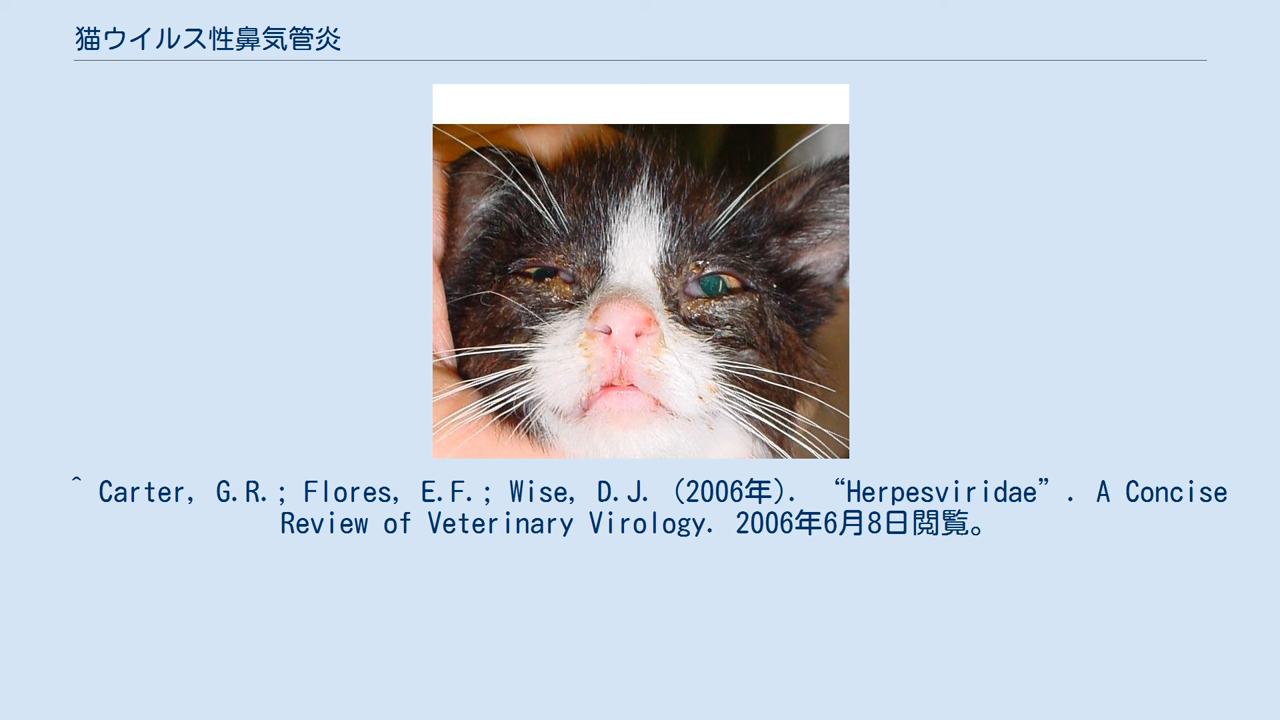 猫ウイルス性鼻気管炎
^ Carter, G.R.; Flores, E.F.; Wise, D.J. (2006年). “Herpesviridae”. A Concise
Review of Veterinary Virology. 2006年6月8日閲覧。